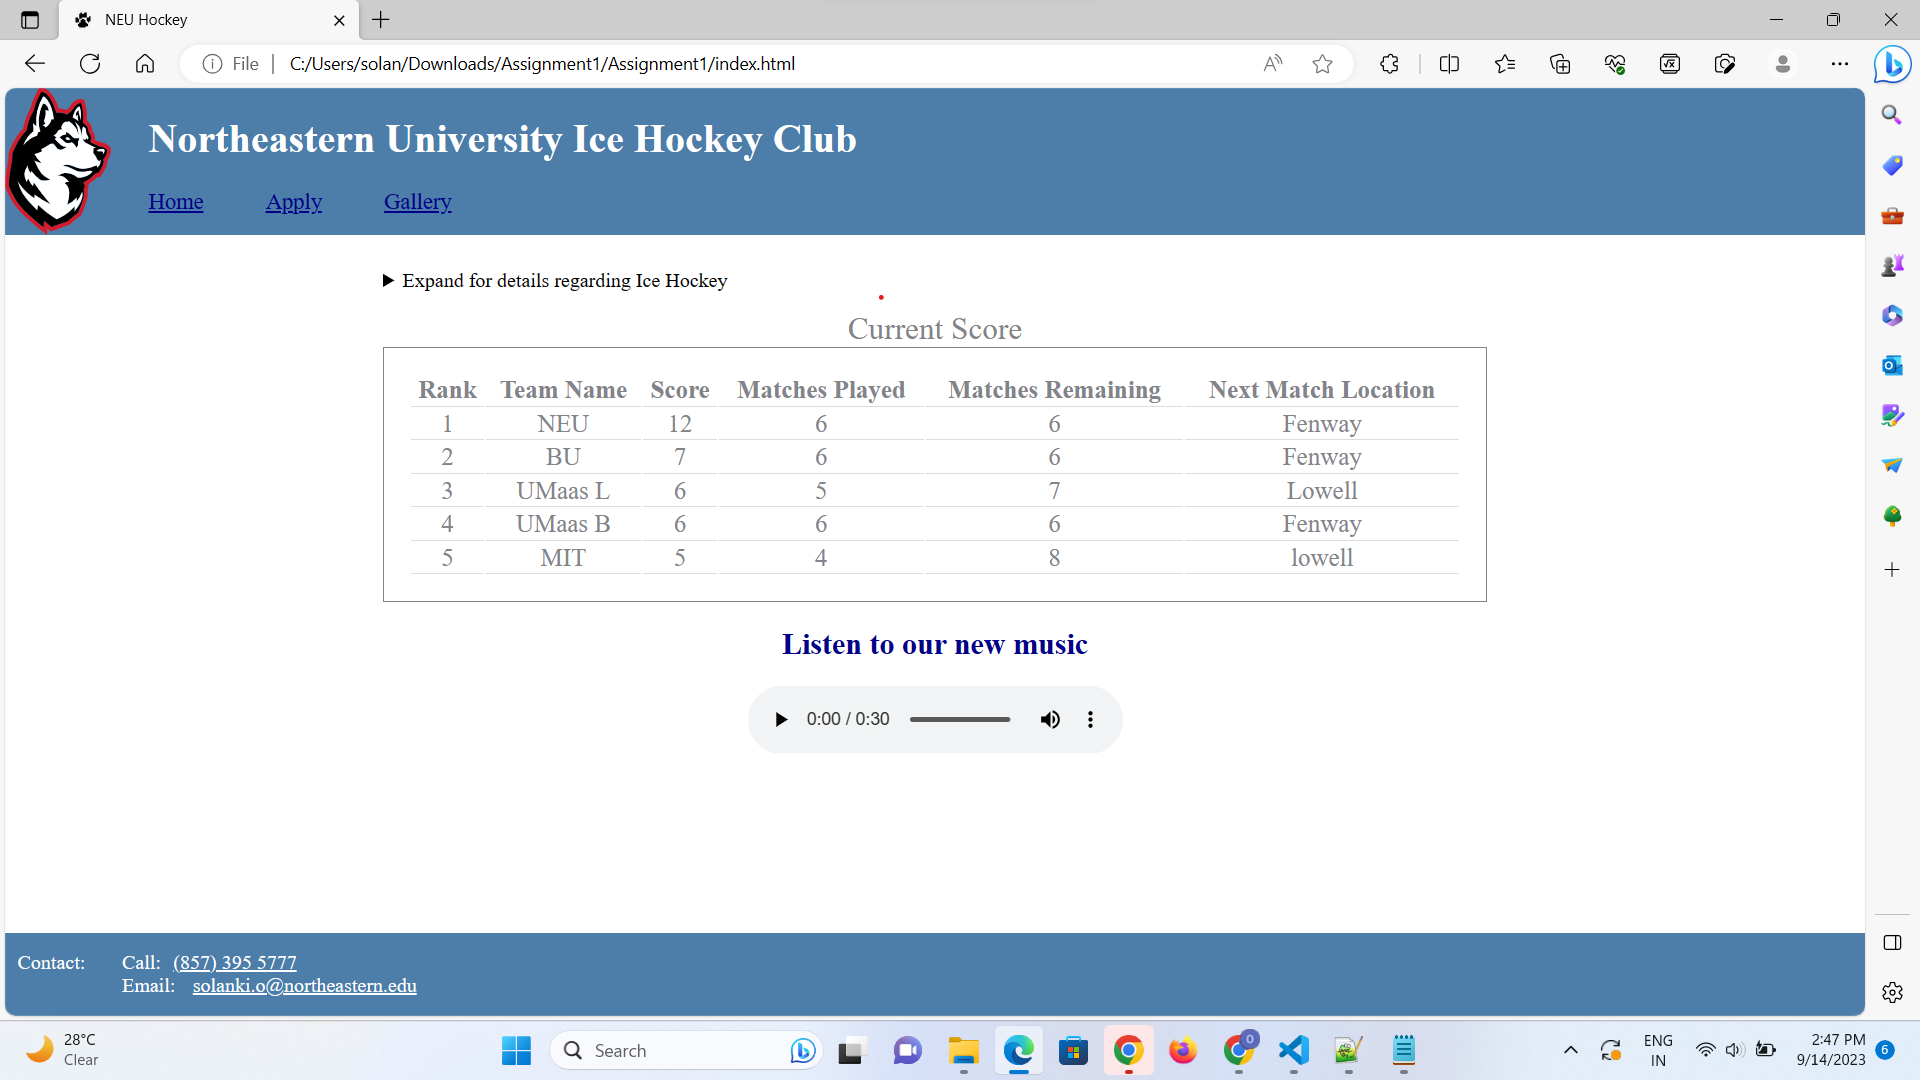 NEU Hockey
File
C:/Users/solan/Downloads/Assignment1/Assignment1/index.html
Northeastern University Ice Hockey Club
Home Apply Gallery
Expand for details regarding Ice Hockey
Current Score
Rank Team Name Score Matches Played Matches Remaining Next Match Location
1 NEU 12 6 6 Fenway
2 BU 7 6 6 Fenway
3 UMaas L 6 5 7 Lowell
4 UMaas B 6 6 6 Fenway
5 MIT 5 4 8 lowell
Listen to our new music
0:00 / 0:30
Contact: Call: (857) 395 5777
Email: solanki.o@northeastern.edu
28°C
Clear
Search
0
ENG
IN
2:47 PM
9/14/2023
6